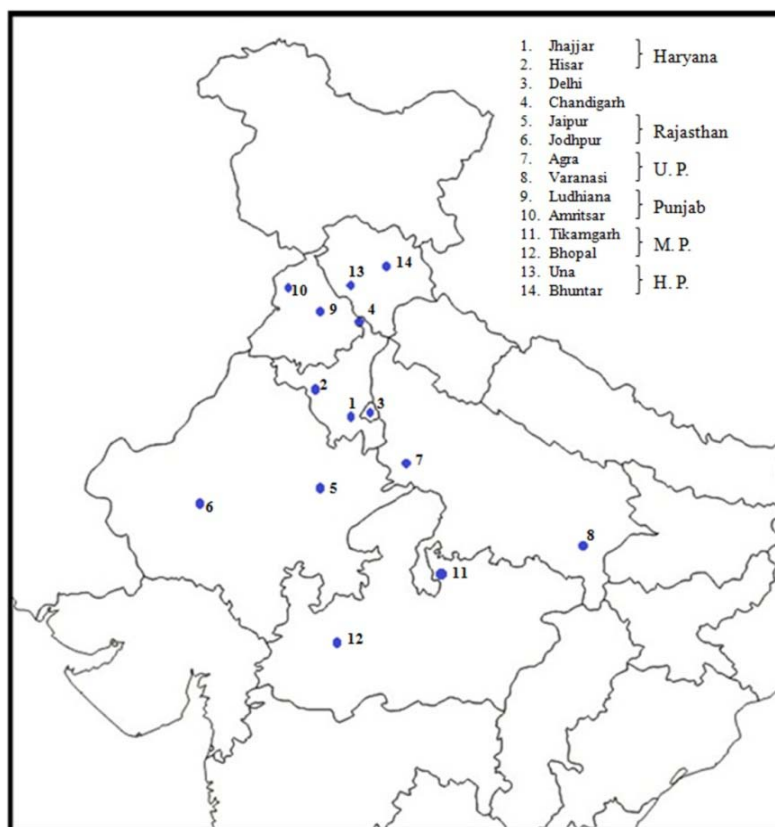 1. Jhajjar
2. Hisar
Haryana
3. Delhi
4. Chandigarh
5. Jaipur
6. Jodhpur
Rajasthan
7. Agra
8. Varanasi
U. P.
9. Ludhiana
10. Amritsar
Punjab
11. Tikamgarh
12. Bhopal
M. P.
13. Una
14. Bhuntar
H. P.
14
13
10
9
4
2
1
3
7
5
6
8
11
12